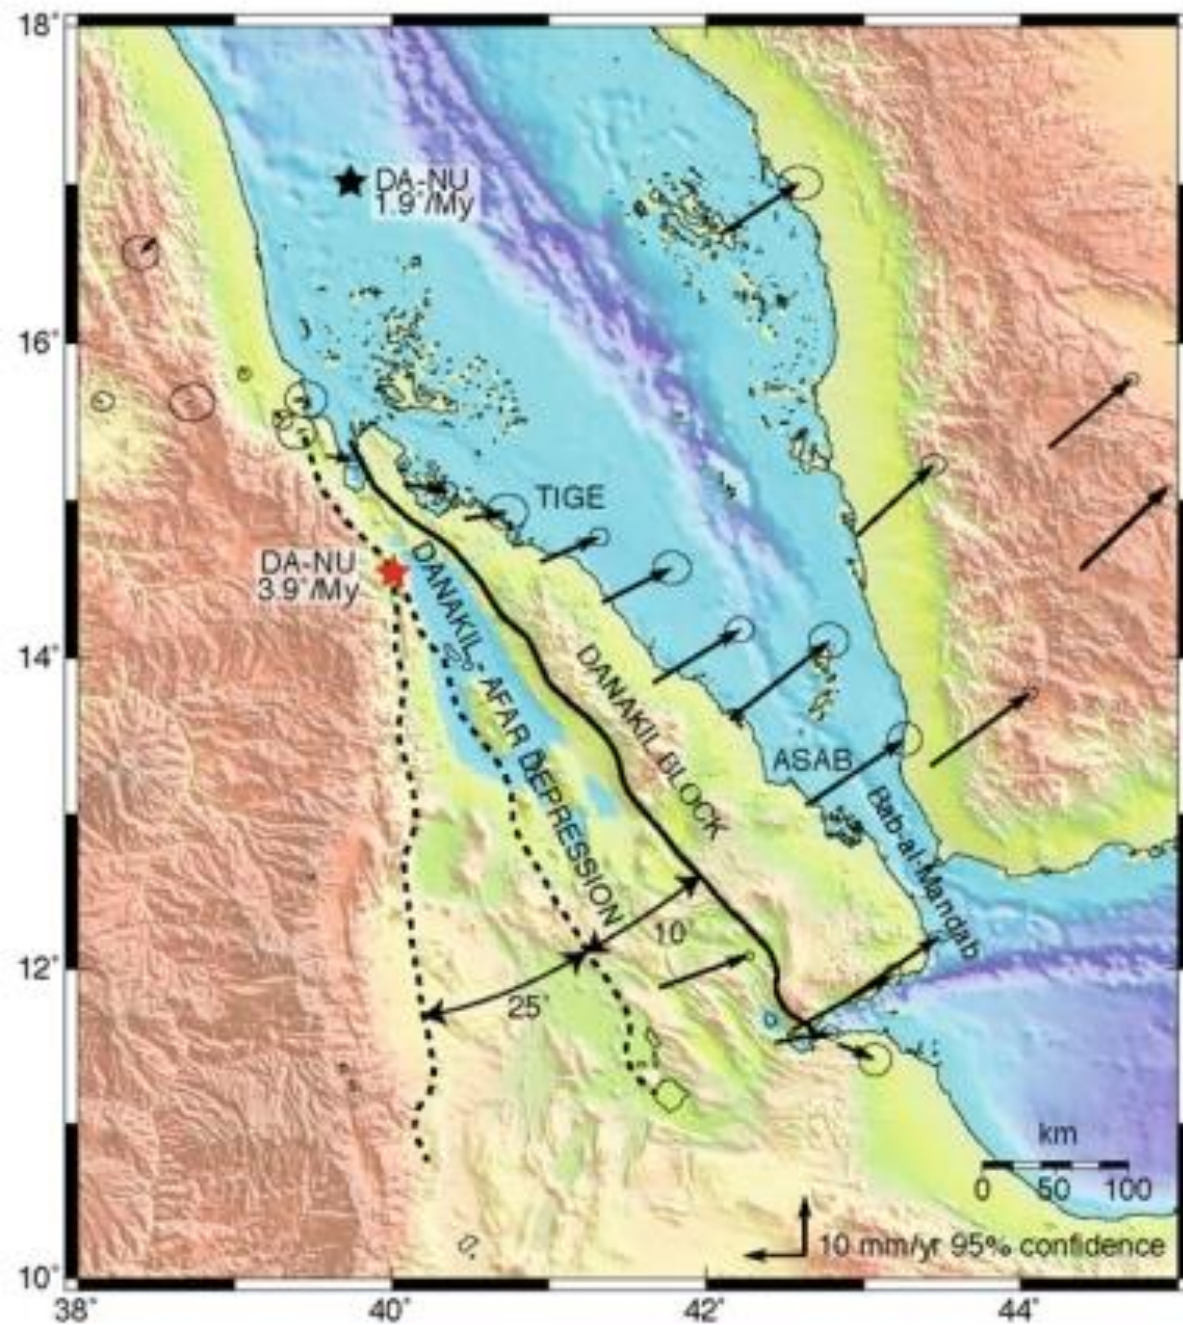 18°
16°
14°
12°
10°
38°
40°
42°
44°
DA-NU
1.9°/My
TIGE
DA-NU
3.9°/My
DANAKIL - AFAR DEPRESSION
DANAKIL BLOCK
ASAB
Bab-al-Mandab
10°
25°
km
0 50 100
10 mm/yr 95% confidence